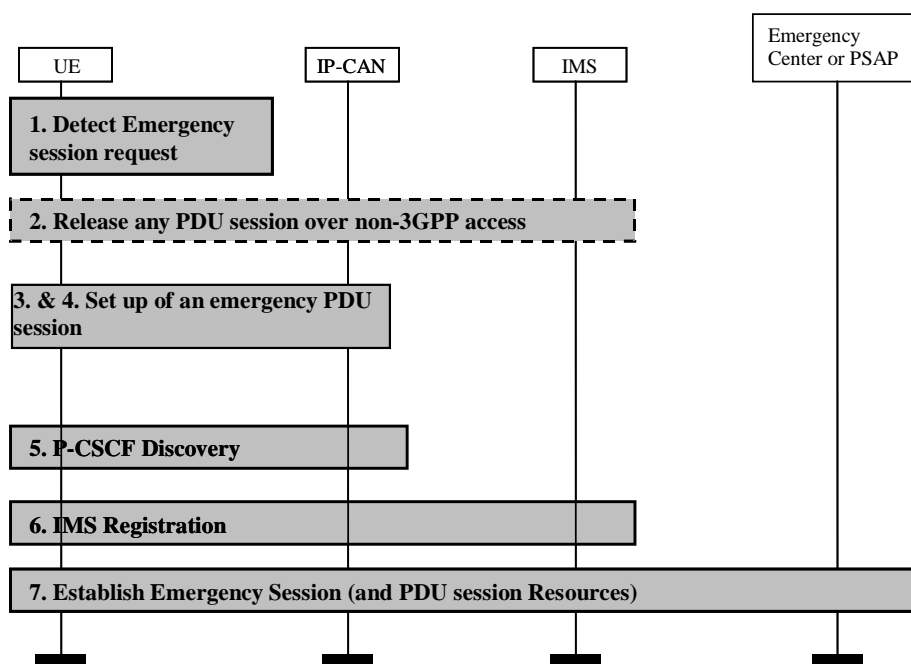 UE
IP-CAN
IMS
Emergency
Center or PSAP
1. Detect Emergency
session request
2. Release any PDU session over non-3GPP access
3. & 4. Set up of an emergency PDU
session
5. P-CSCF Discovery
6. IMS Registration
7. Establish Emergency Session (and PDU session Resources)